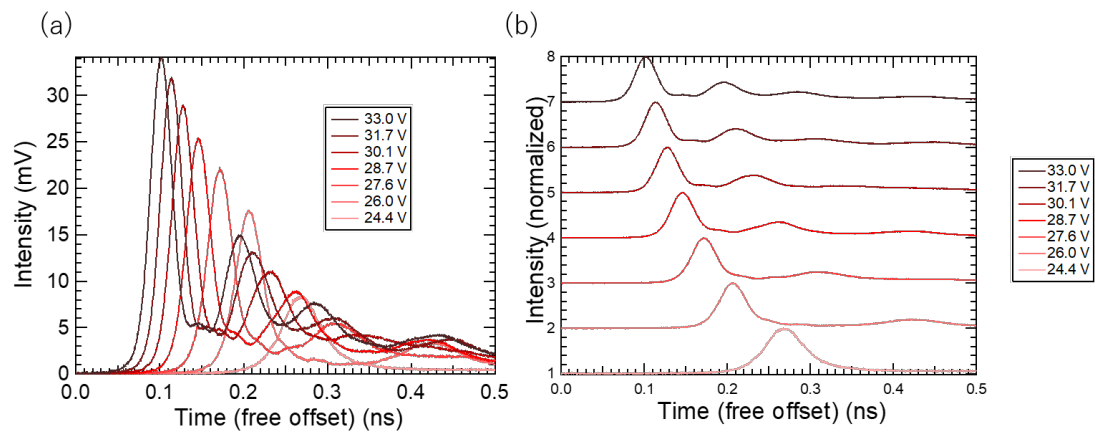 (a)
(b)
30
25
20
15
10
5
0
Intensity (mV)
0.0
0.1
0.2
0.3
0.4
0.5
Time (free offset) (ns)
33.0 V
31.7 V
30.1 V
28.7 V
27.6 V
26.0 V
24.4 V
8
7
6
5
4
3
2
1
Intensity (normalized)
0.0
0.1
0.2
0.3
0.4
0.5
Time (free offset) (ns)
33.0 V
31.7 V
30.1 V
28.7 V
27.6 V
26.0 V
24.4 V